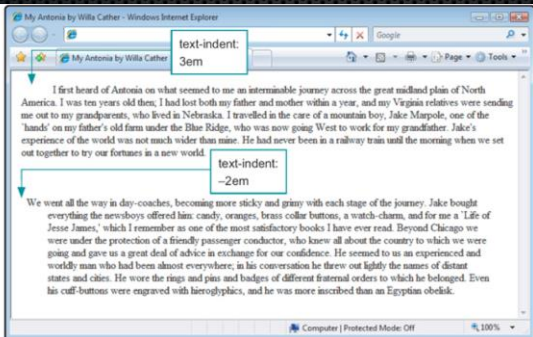 My Antonia by Willa Cather - Windows Internet Explorer
Google
My Antonia by Willa Cather
Page
Tools
text-indent:
3em
I first heard of Antonia on what seemed to me an interminable journey across the great midland plain of North
America. I was ten years old then; I had lost both my father and mother within a year, and my Virginia relatives were sending
me out to my grandparents, who lived in Nebraska. I travelled in the care of a mountain boy, Jake Marpole, one of the
'hands' on my father's old farm under the Blue Ridge, who was now going West to work for my grandfather. Jake's
experience of the world was not much wider than mine. He had never been in a railway train until the morning when we set
out together to try our fortunes in a new world.
text-indent:
–2em
We went all the way in day-coaches, becoming more sticky and grimy with each stage of the journey. Jake bought
everything the newsboys offered him: candy, oranges, brass collar buttons, a watch-charm, and for me a 'Life of
Jesse James,' which I remember as one of the most satisfactory books I have ever read. Beyond Chicago we
were under the protection of a friendly passenger conductor, who knew all about the country to which we were
going and gave us a great deal of advice in exchange for our confidence. He seemed to us an experienced and
worldly man who had been almost everywhere; in his conversation he threw out lightly the names of distant
states and cities. He wore the rings and pins and badges of different fraternal orders to which he belonged. Even
his cuff-buttons were engraved with hieroglyphics, and he was more inscribed than an Egyptian obelisk.
Computer | Protected Mode: Off
100%